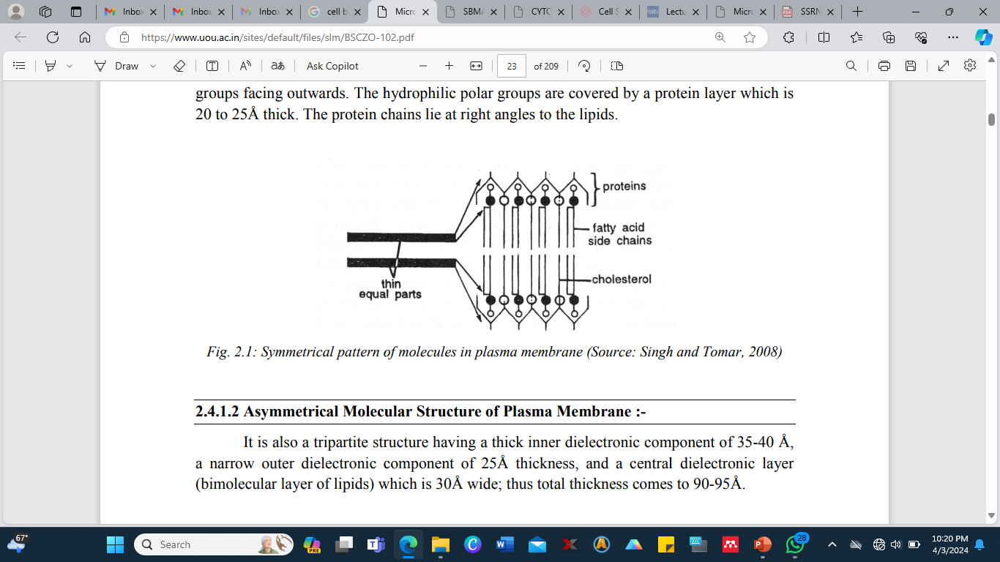 Inbo
Inbo
Inbo
cell b
Micro
SBMA
CYTC
Cell S
Lectu
Micro
SSRN
https://www.uou.ac.in/sites/default/files/slm/BSCZO-102.pdf
Draw
Ask Copilot
23
of 209
groups facing outwards. The hydrophilic polar groups are covered by a protein layer which is
20 to 25Å thick. The protein chains lie at right angles to the lipids.
proteins
fatty acid
side chains
cholesterol
thin
equal parts
Fig. 2.1: Symmetrical pattern of molecules in plasma membrane (Source: Singh and Tomar, 2008)
2.4.1.2 Asymmetrical Molecular Structure of Plasma Membrane :-
It is also a tripartite structure having a thick inner dielectronic component of 35-40 Å,
a narrow outer dielectronic component of 25Å thickness, and a central dielectronic layer
(bimolecular layer of lipids) which is 30Å wide; thus total thickness comes to 90-95Å.
67°
Search
PRE
28
10:20 PM
4/3/2024